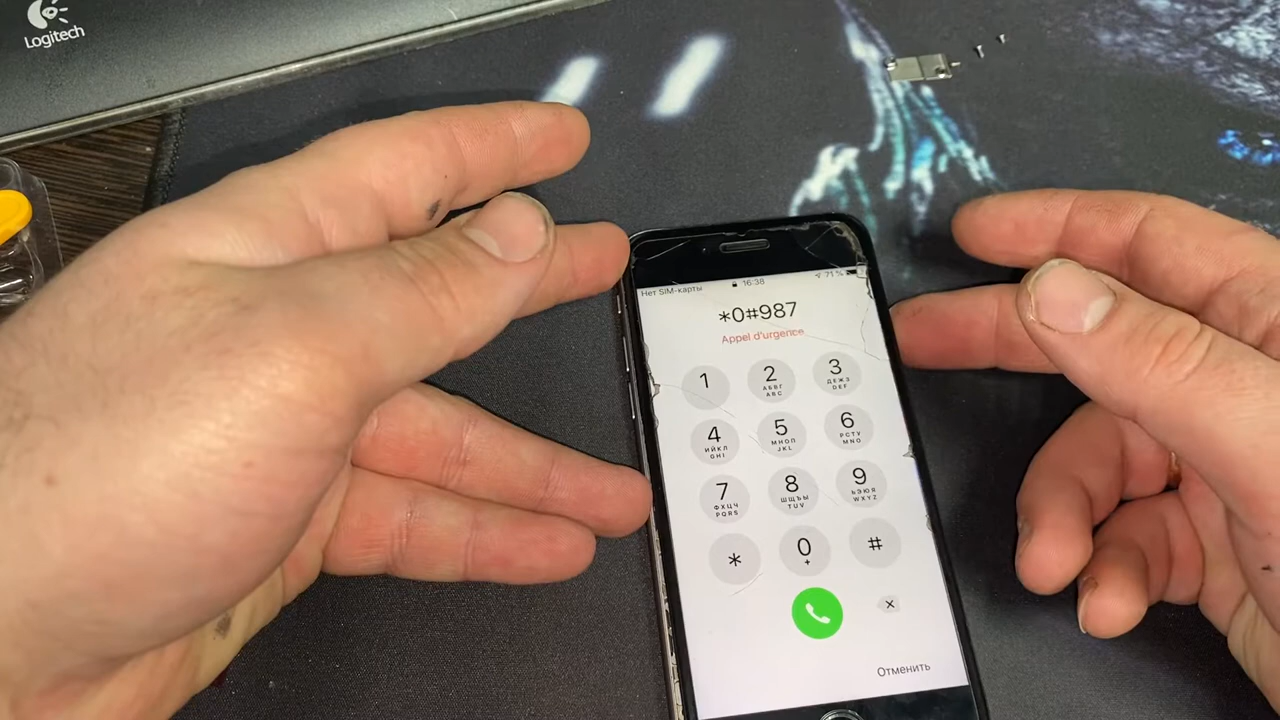 Logitech
Нет SIM-карты 16:38 71 %
*0#987
Appel d'urgence
1
2
АБВГ
ABC
3
ДЕЖЗ
DEF
4
ИЙКЛ
GHI
5
МНОП
JKL
6
РСТУ
MNO
7
ФХЦЧ
PQRS
8
ШЩЪЫ
TUV
9
ЬЭЮЯ
WXYZ
*
0
+
#
Отменить